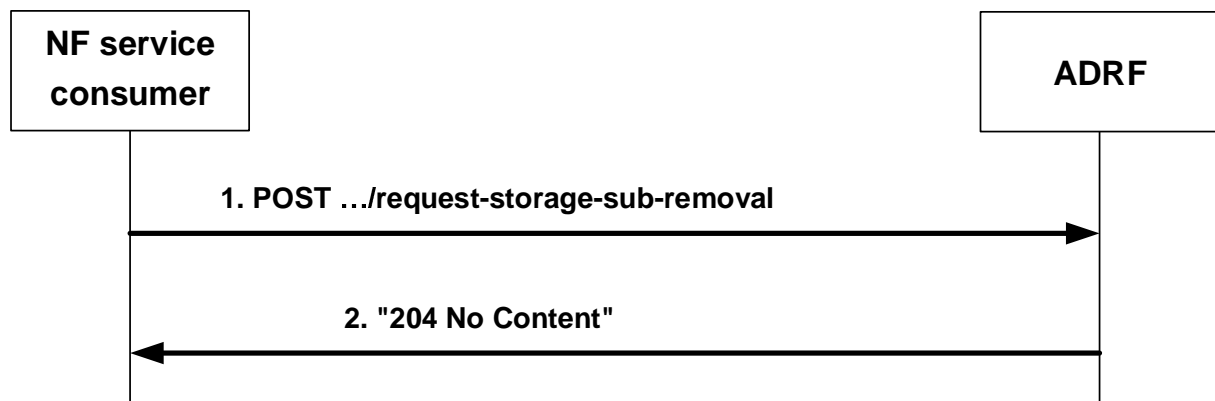 NF service
consumer
ADRF
1. POST …/request-storage-sub-removal
2. "204 No Content"